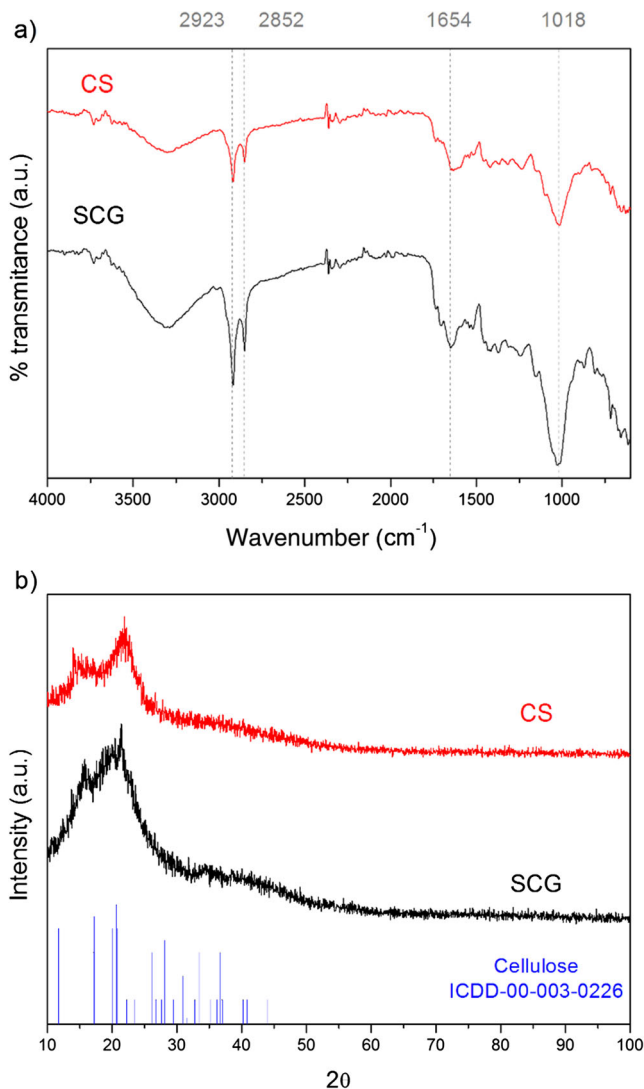 2923 2852 1654 1018
a)
CS
SCG
% transmitance (a.u.)
4000 3500 3000 2500 2000 1500 1000
Wavenumber (cm⁻¹)
b)
CS
SCG
Cellulose
ICDD-00-003-0226
Intensity (a.u.)
10 20 30 40 50 60 70 80 90 100
2θ